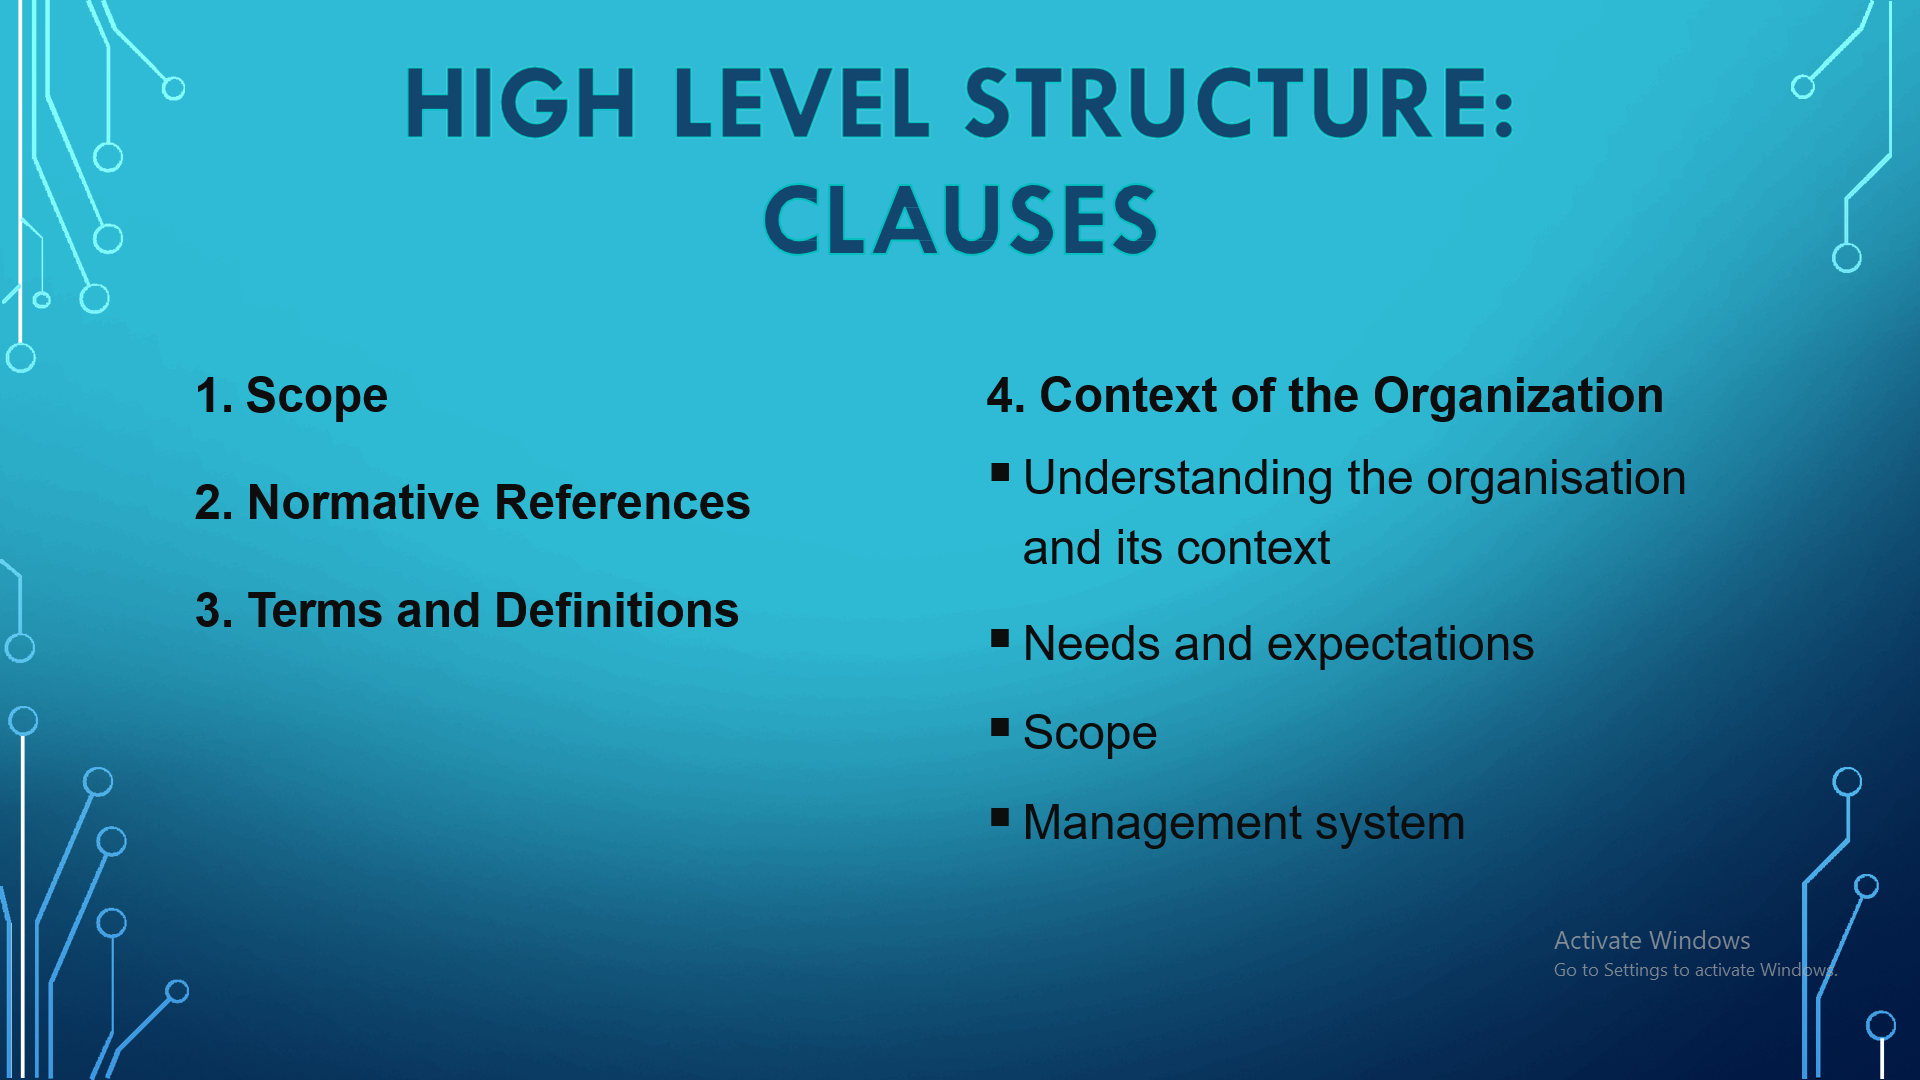 HIGH LEVEL STRUCTURE:
CLAUSES
1. Scope
2. Normative References
3. Terms and Definitions
4. Context of the Organization
▪ Understanding the organisation
and its context
▪ Needs and expectations
▪ Scope
▪ Management system
Activate Windows
Go to Settings to activate Windows.